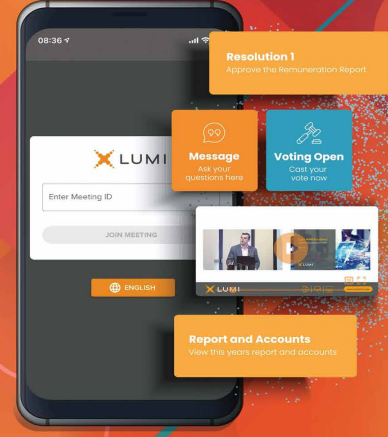 08:36
Resolution 1
Approve the Remuneration Report
LUMI
Enter Meeting ID
JOIN MEETING
ENGLISH
Message
Ask your
questions here
Voting Open
Cast your
vote now
LUMI
LUMI
Report and Accounts
View this years report and accounts